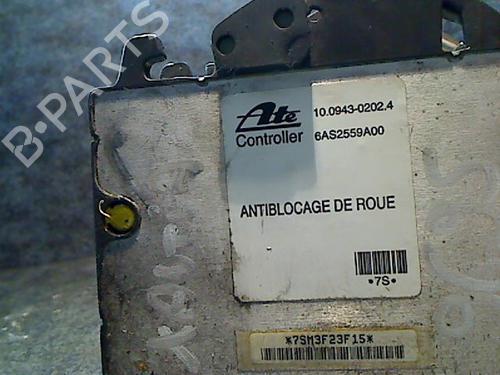 B-PARTS
Ate 10.0943-0202.4
Controller 6AS2559A00
ANTIBLOCAGE DE ROUE
*7S*
*7SM3F23F15*